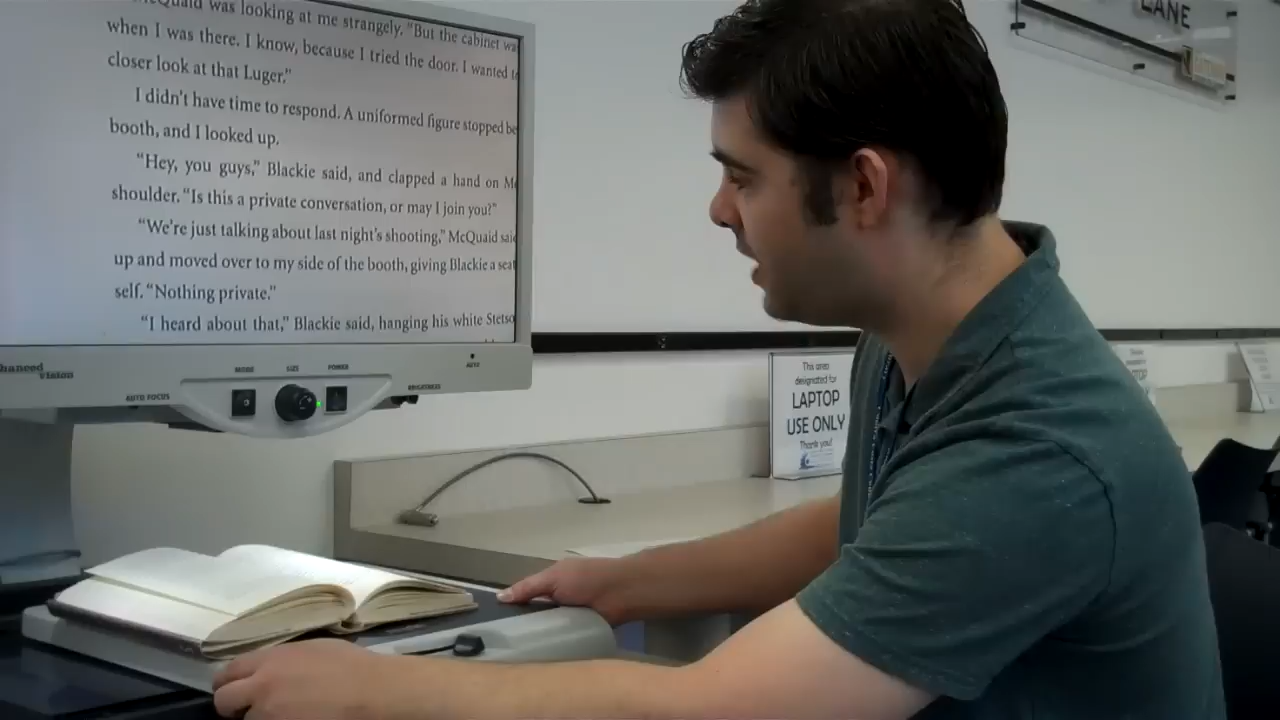 McQuaid was looking at me strangely. "But the cabinet wa
when I was there. I know, because I tried the door. I wanted t
closer look at that Luger."
I didn't have time to respond. A uniformed figure stopped be
booth, and I looked up.
"Hey, you guys," Blackie said, and clapped a hand on M
shoulder. "Is this a private conversation, or may I join you?"
"We're just talking about last night's shooting," McQuaid sai
up and moved over to my side of the booth, giving Blackie a seat
self. "Nothing private."
"I heard about that," Blackie said, hanging his white Stetso
hanced Vision
MODE SIZE POWER
AUTO
AUTO FOCUS
BRIGHTNESS
LANE
This area
designated for
LAPTOP
USE ONLY
Thank you!